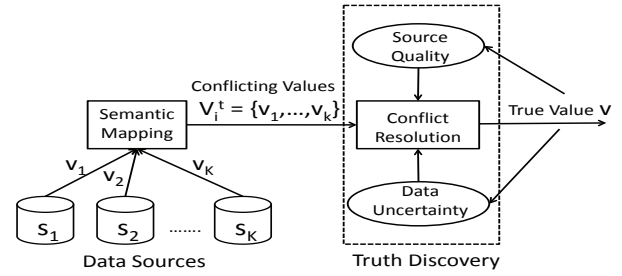 Source
Quality
Conflicting Values
V_i^t = {v_1,...,v_k}
Semantic
Mapping
Conflict
Resolution
True Value v
v_1
v_2
v_K
Data
Uncertainty
s_1
s_2
.......
s_K
Data Sources
Truth Discovery